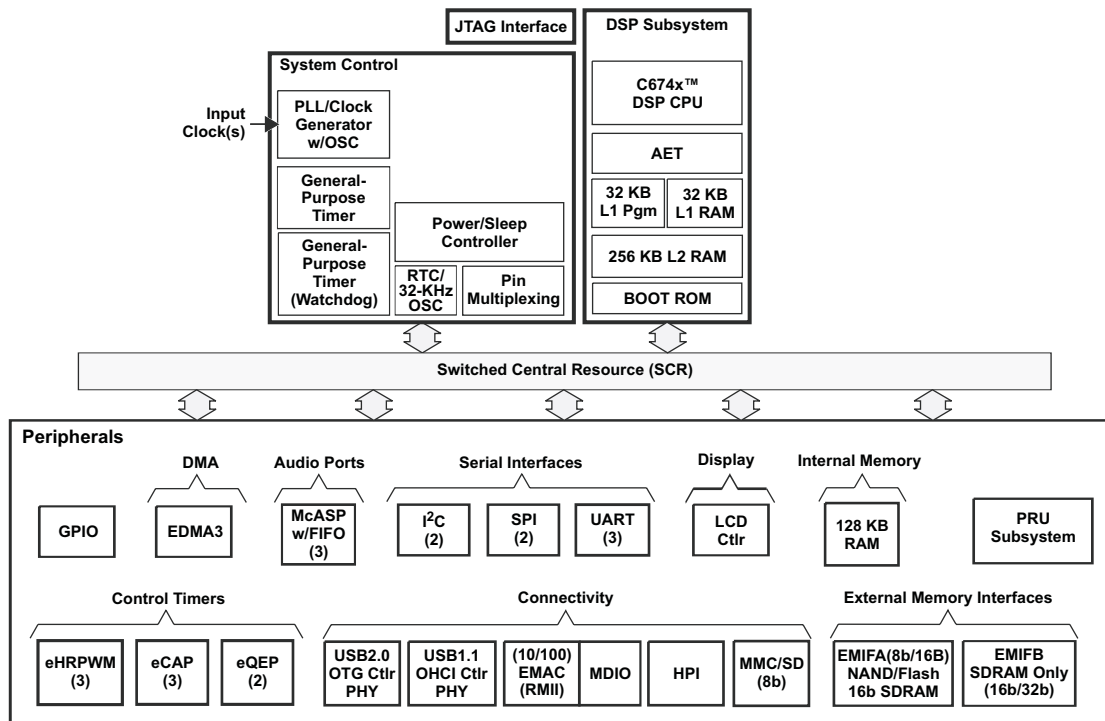 JTAG Interface
DSP Subsystem
System Control
Input
Clock(s)
PLL/Clock
Generator
w/OSC
General-
Purpose
Timer
General-
Purpose
Timer
(Watchdog)
Power/Sleep
Controller
RTC/
32-KHz
OSC
Pin
Multiplexing
C674x™
DSP CPU
AET
32 KB
L1 Pgm
32 KB
L1 RAM
256 KB L2 RAM
BOOT ROM
Switched Central Resource (SCR)
Peripherals
DMA
Audio Ports
Serial Interfaces
Display
Internal Memory
GPIO
EDMA3
McASP
w/FIFO
(3)
I²C
(2)
SPI
(2)
UART
(3)
LCD
Ctlr
128 KB
RAM
PRU
Subsystem
Control Timers
Connectivity
External Memory Interfaces
eHRPWM
(3)
eCAP
(3)
eQEP
(2)
USB2.0
OTG Ctlr
PHY
USB1.1
OHCI Ctlr
PHY
(10/100)
EMAC
(RMII)
MDIO
HPI
MMC/SD
(8b)
EMIFA(8b/16B)
NAND/Flash
16b SDRAM
EMIFB
SDRAM Only
(16b/32b)